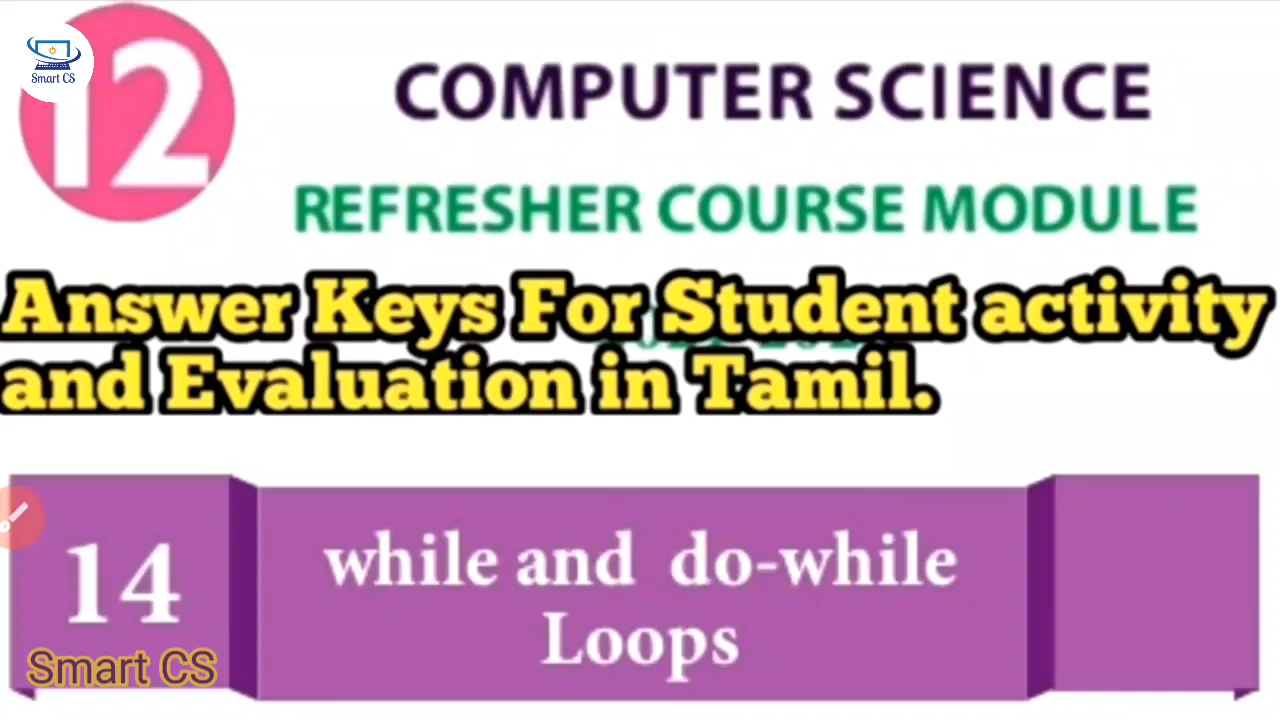 12
Smart CS
COMPUTER SCIENCE
REFRESHER COURSE MODULE
Answer Keys For Student activity
and Evaluation in Tamil.
14
while and do-while
Loops
Smart CS